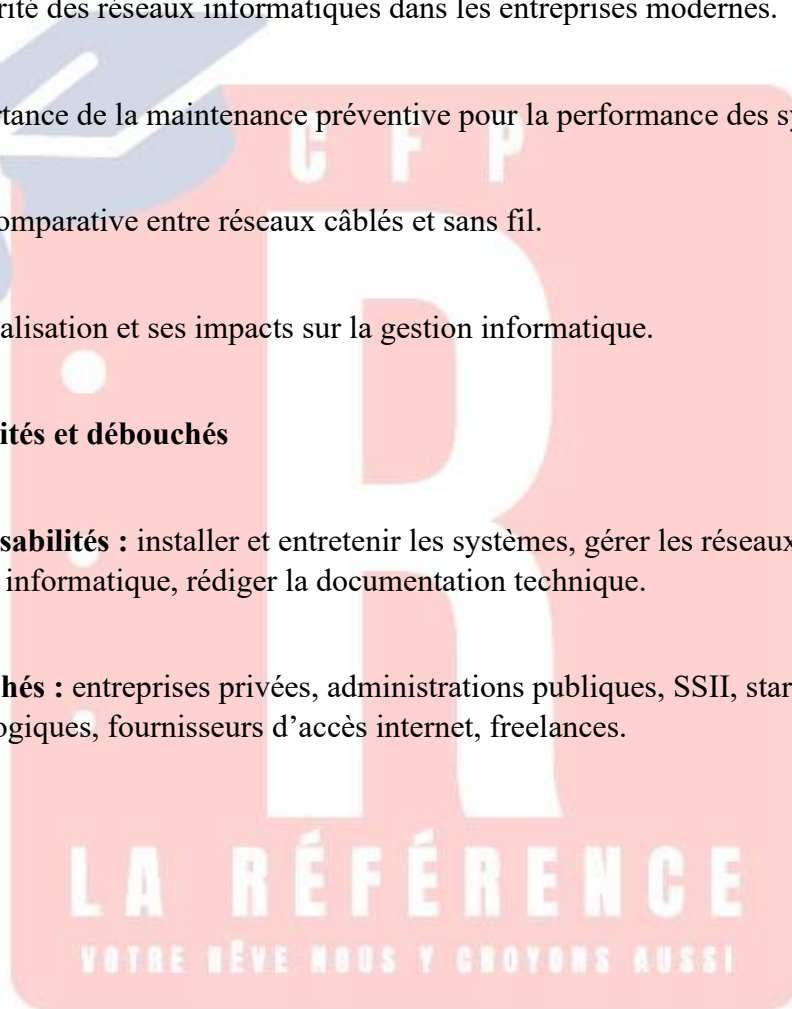 rité des réseaux informatiques dans les entreprises modernes.
rtance de la maintenance préventive pour la performance des sy
C F P
omparative entre réseaux câblés et sans fil.
alisation et ses impacts sur la gestion informatique.
ités et débouchés
sabilités : installer et entretenir les systèmes, gérer les réseaux
informatique, rédiger la documentation technique.
hés : entreprises privées, administrations publiques, SSII, star
ogiques, fournisseurs d’accès internet, freelances.
R
LA RÉFÉRENCE
VOTRE RÊVE NOUS Y CROYONS AUSSI